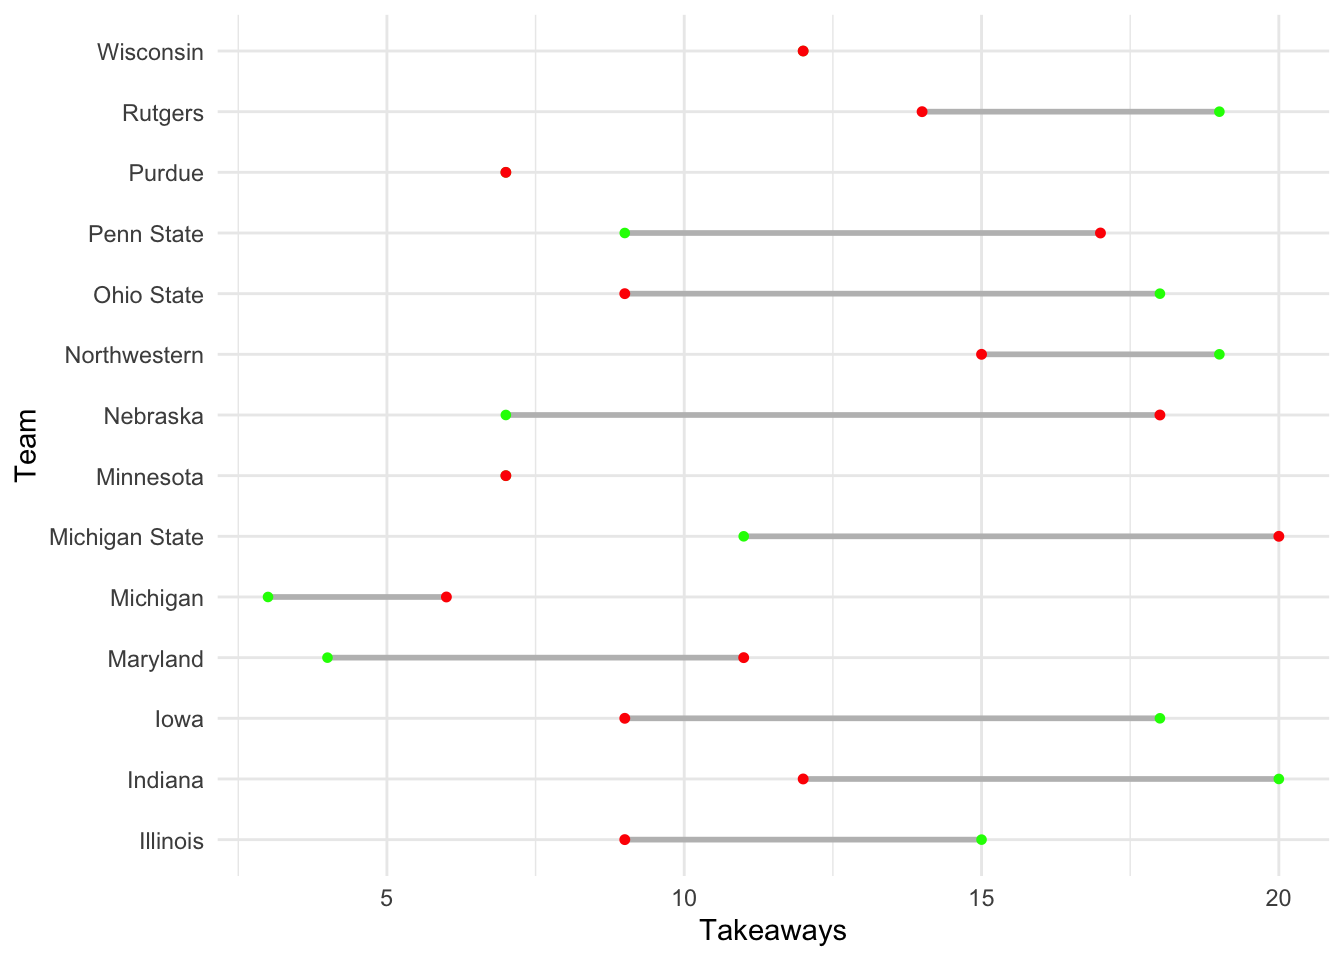 Wisconsin
Rutgers
Purdue
Penn State
Ohio State
Northwestern
Nebraska
Minnesota
Michigan State
Michigan
Maryland
Iowa
Indiana
Illinois
Team
5 10 15 20
Takeaways